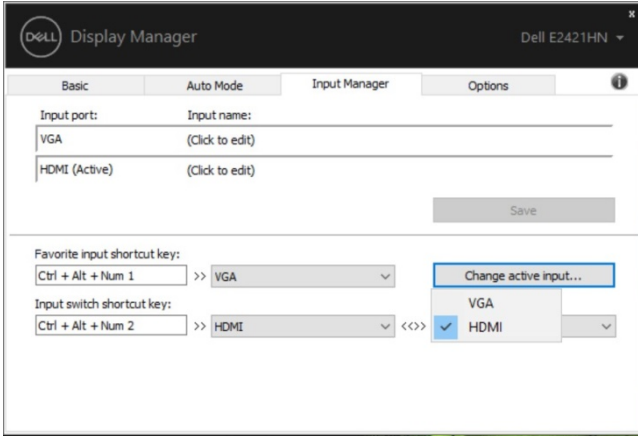 DELL Display Manager
Dell E2421HN
Basic Auto Mode Input Manager Options
Input port: Input name:
VGA (Click to edit)
HDMI (Active) (Click to edit)
Save
Favorite input shortcut key:
Ctrl + Alt + Num 1 >> VGA Change active input...
Input switch shortcut key:
Ctrl + Alt + Num 2 >> HDMI <<>>
VGA
HDMI